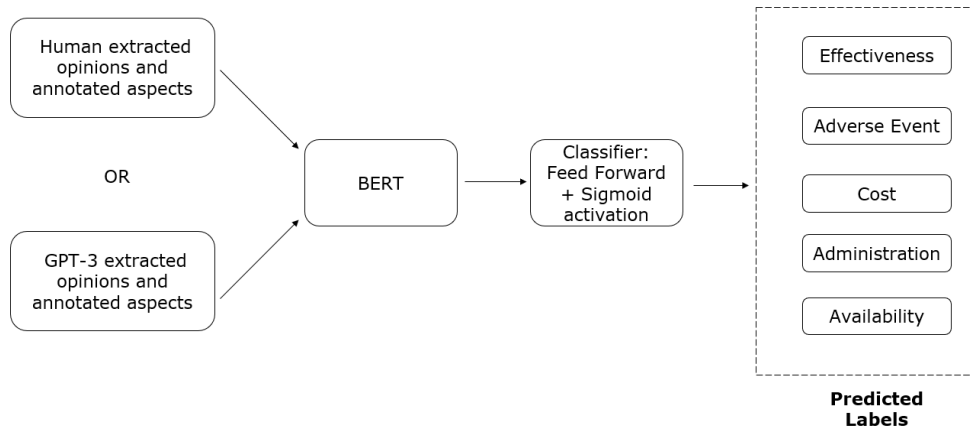 Human extracted
opinions and
annotated aspects
OR
GPT-3 extracted
opinions and
annotated aspects
BERT
Classifier:
Feed Forward
+ Sigmoid
activation
Effectiveness
Adverse Event
Cost
Administration
Availability
Predicted
Labels